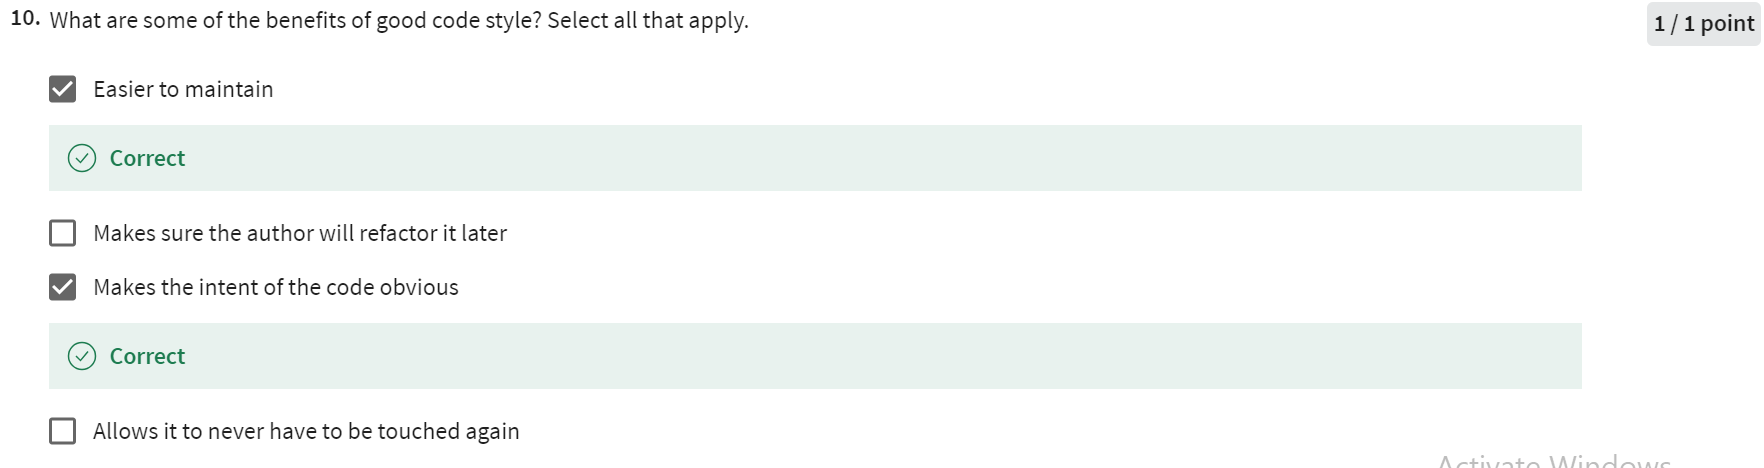 10. What are some of the benefits of good code style? Select all that apply.
1 / 1 point
Easier to maintain
Correct
Makes sure the author will refactor it later
Makes the intent of the code obvious
Correct
Allows it to never have to be touched again
Activate Windows